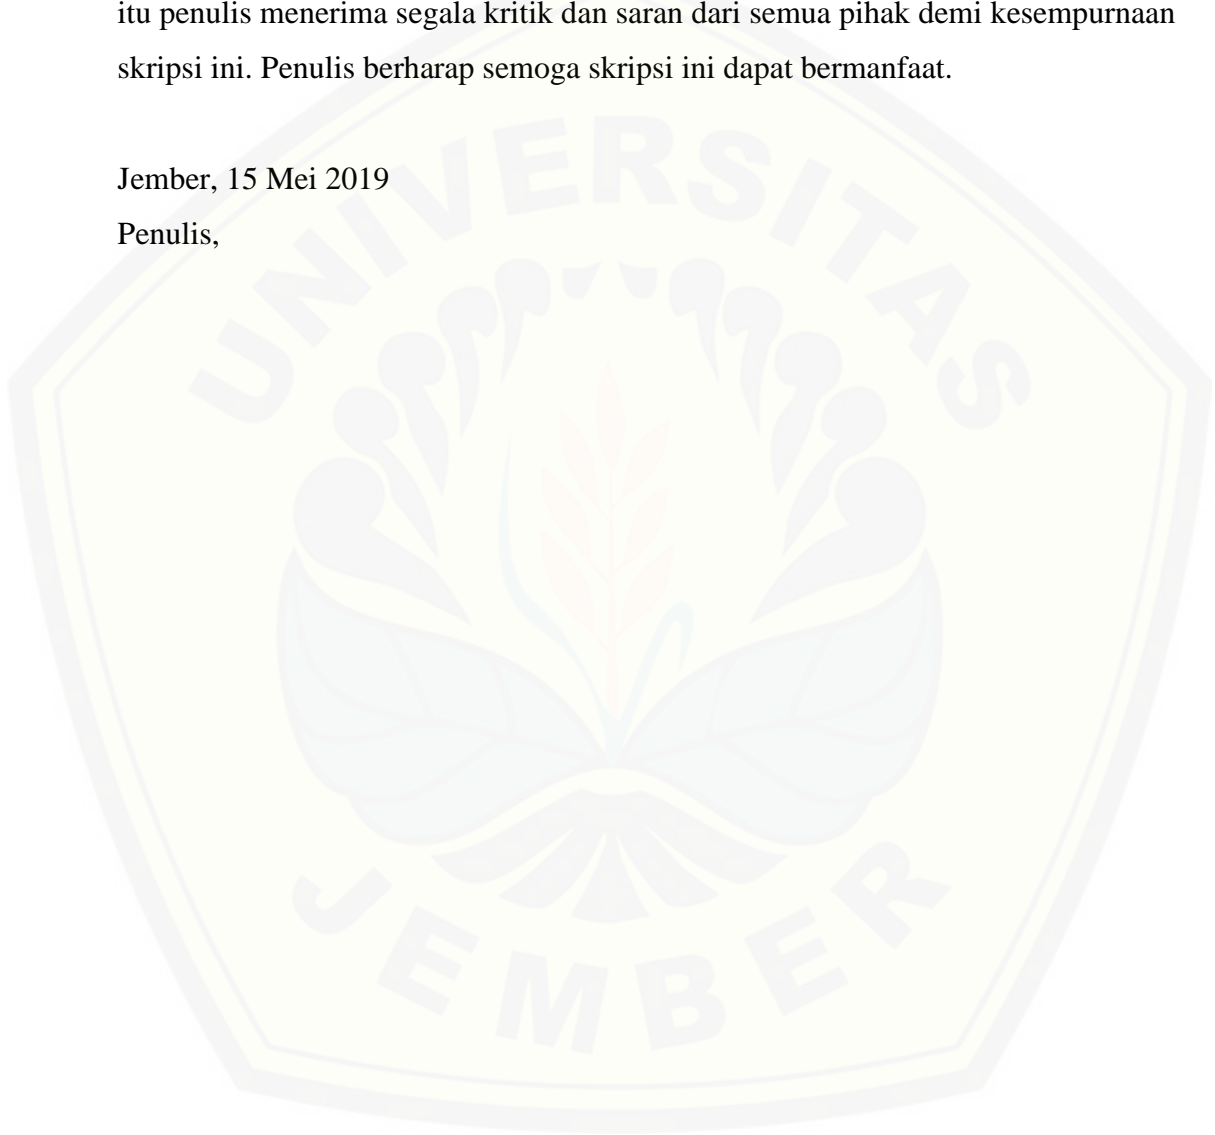 itu penulis menerima segala kritik dan saran dari semua pihak demi kesempurnaan
skripsi ini. Penulis berharap semoga skripsi ini dapat bermanfaat.
Jember, 15 Mei 2019
Penulis,
UNIVERSITAS
JEMBER